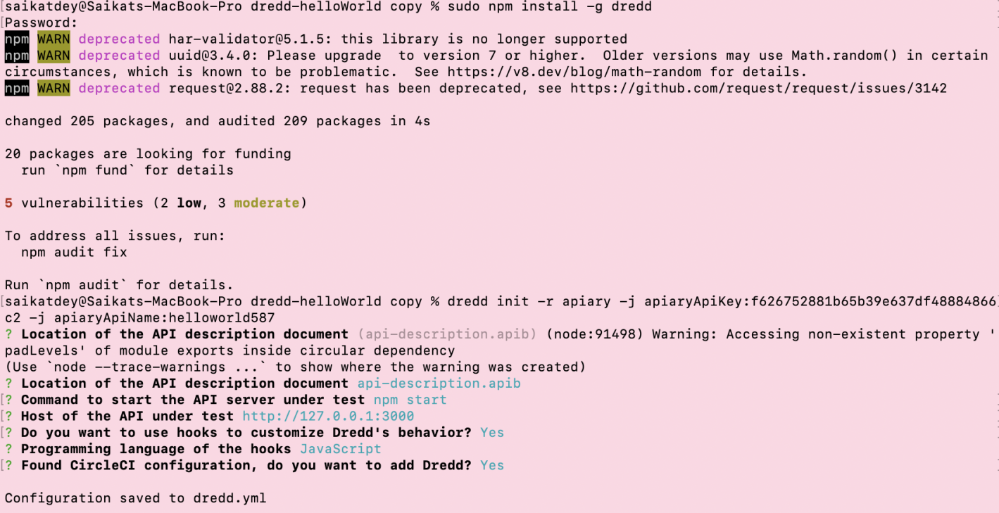 [saikatdey@Saikats-MacBook-Pro dredd-helloWorld copy % sudo npm install -g dredd
[Password:
npm WARN deprecated har-validator@5.1.5: this library is no longer supported
npm WARN deprecated uuid@3.4.0: Please upgrade  to version 7 or higher.  Older versions may use Math.random() in certain
circumstances, which is known to be problematic.  See https://v8.dev/blog/math-random for details.
npm WARN deprecated request@2.88.2: request has been deprecated, see https://github.com/request/request/issues/3142
changed 205 packages, and audited 209 packages in 4s
20 packages are looking for funding
  run `npm fund` for details
5 vulnerabilities (2 low, 3 moderate)
To address all issues, run:
  npm audit fix
Run `npm audit` for details.
[saikatdey@Saikats-MacBook-Pro dredd-helloWorld copy % dredd init -r apiary -j apiaryApiKey:f626752881b65b39e637df48884866]
c2 -j apiaryApiName:helloworld587
? Location of the API description document (api-description.apib) (node:91498) Warning: Accessing non-existent property '
padLevels' of module exports inside circular dependency
(Use `node --trace-warnings ...` to show where the warning was created)
? Location of the API description document api-description.apib
[? Command to start the API server under test npm start
[? Host of the API under test http://127.0.0.1:3000
[? Do you want to use hooks to customize Dredd's behavior? Yes
? Programming language of the hooks JavaScript
[? Found CircleCI configuration, do you want to add Dredd? Yes
Configuration saved to dredd.yml